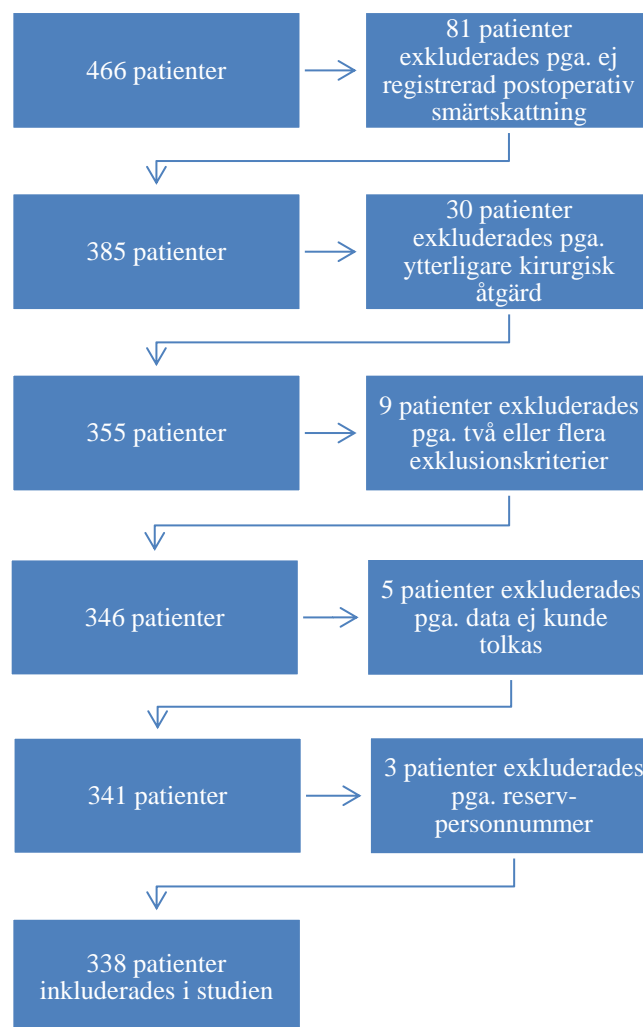 466 patienter
81 patienter
exkluderades pga. ej
registrerad postoperativ
smärtskattning
385 patienter
30 patienter
exkluderades pga.
ytterligare kirurgisk
åtgärd
355 patienter
9 patienter exkluderades
pga. två eller flera
exklusionskriterier
346 patienter
5 patienter exkluderades
pga. data ej kunde
tolkas
341 patienter
3 patienter exkluderades
pga. reserv-
personnummer
338 patienter
inkluderades i studien